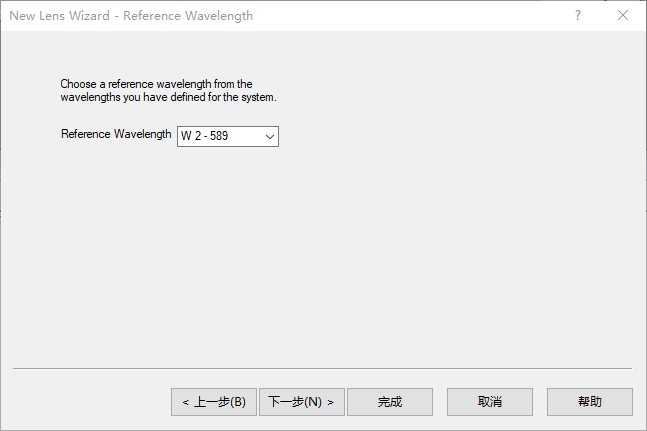 New Lens Wizard - Reference Wavelength
?
Choose a reference wavelength from the
wavelengths you have defined for the system.
Reference Wavelength W 2 - 589
< 上一步(B) 下一步(N) > 完成 取消 帮助